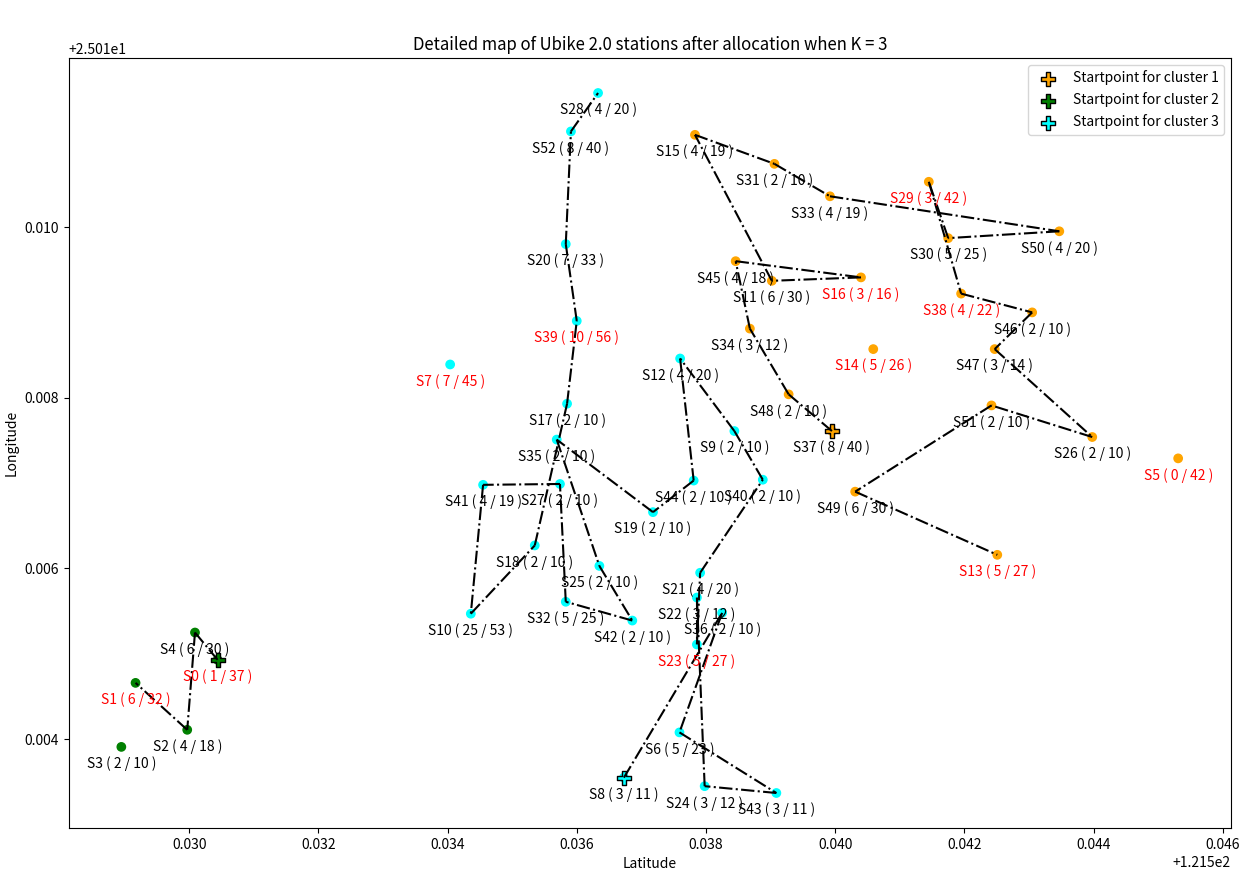 Detailed map of Ubike 2.0 stations after allocation when K = 3
+2.501e1
Startpoint for cluster 1
Startpoint for cluster 2
Startpoint for cluster 3
S28 ( 4 / 20 )
S52 ( 8 / 40 )
S15 ( 4 / 19 )
S31 ( 2 / 10 )
S29 ( 3 / 42 )
S33 ( 4 / 19 )
0.010
S50 ( 4 / 20 )
S30 ( 5 / 25 )
S20 ( 7 / 33 )
S45 ( 4 / 18 )
S11 ( 6 / 30 )
S16 ( 3 / 16 )
S38 ( 4 / 22 )
S46 ( 2 / 10 )
S39 ( 10 / 56 )
S34 ( 3 / 12 )
S14 ( 5 / 26 )
S47 ( 3 / 14 )
S12 ( 4 / 20 )
S7 ( 7 / 45 )
0.008
S48 ( 2 / 10 )
S17 ( 2 / 10 )
S51 ( 2 / 10 )
S9 ( 2 / 10 )
S37 ( 8 / 40 )
S26 ( 2 / 10 )
S35 ( 2 / 10 )
S5 ( 0 / 42 )
Longitude
S41 ( 4 / 19 )
S27 ( 2 / 10 )
S44 ( 2 / 10 )
S40 ( 2 / 10 )
S49 ( 6 / 30 )
S19 ( 2 / 10 )
0.006
S18 ( 2 / 10 )
S13 ( 5 / 27 )
S25 ( 2 / 10 )
S21 ( 4 / 20 )
S22 ( 3 / 12 )
S10 ( 25 / 53 )
S32 ( 5 / 25 )
S36 ( 2 / 10 )
S42 ( 2 / 10 )
S4 ( 6 / 30 )
S23 ( 5 / 27 )
S0 ( 1 / 37 )
S1 ( 6 / 32 )
0.004
S2 ( 4 / 18 )
S6 ( 5 / 23 )
S3 ( 2 / 10 )
S8 ( 3 / 11 )
S24 ( 3 / 12 )
S43 ( 3 / 11 )
0.030 0.032 0.034 0.036 0.038 0.040 0.042 0.044 0.046
Latitude
+1.215e2